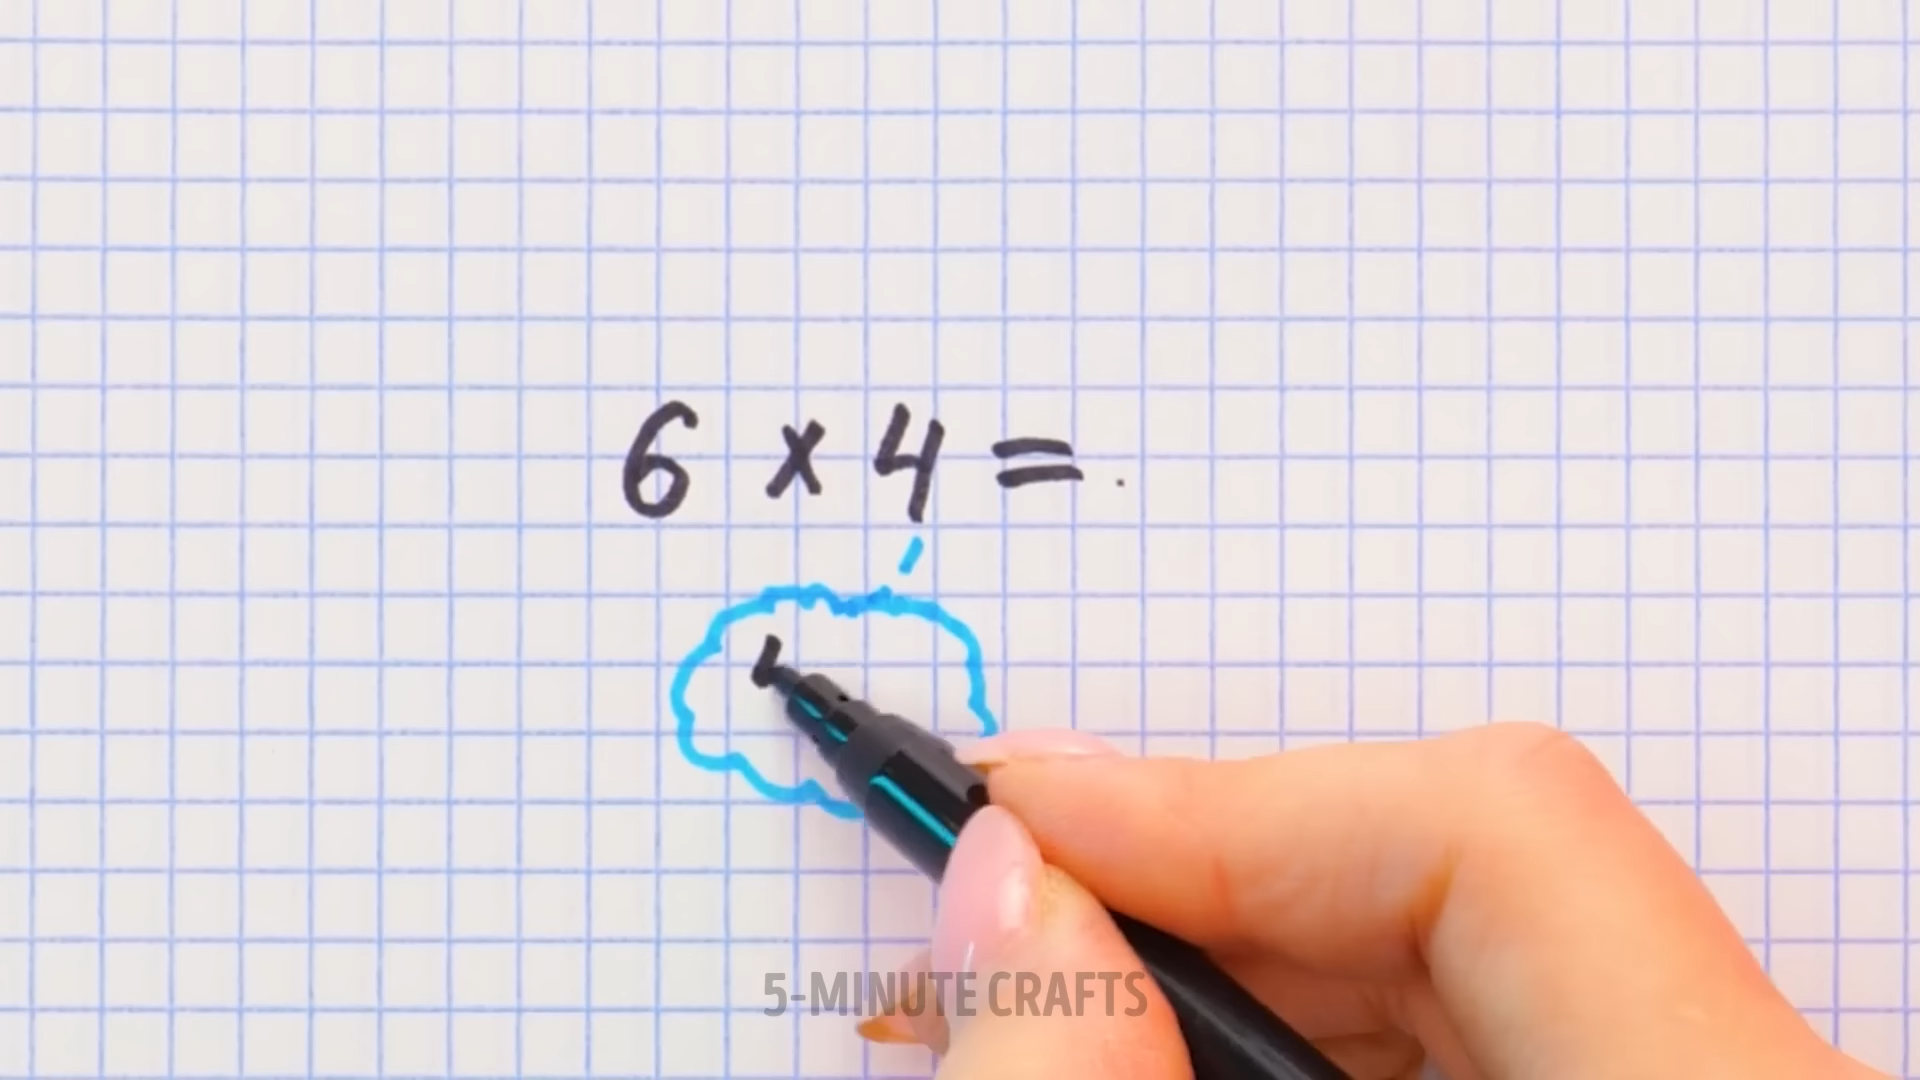 6 × 4 = .
5-MINUTE CRAFTS